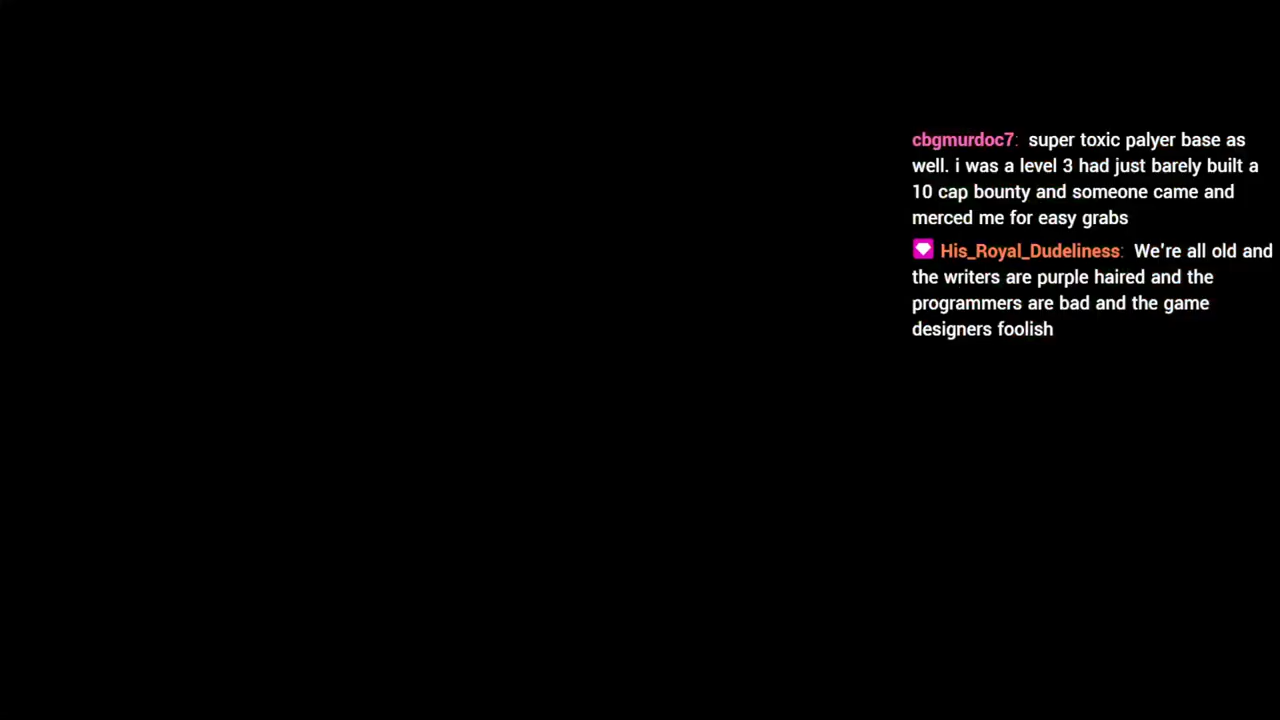 cbgmurdoc7: super toxic palyer base as
well. i was a level 3 had just barely built a
10 cap bounty and someone came and
merced me for easy grabs
His_Royal_Dudeliness: We're all old and
the writers are purple haired and the
programmers are bad and the game
designers foolish